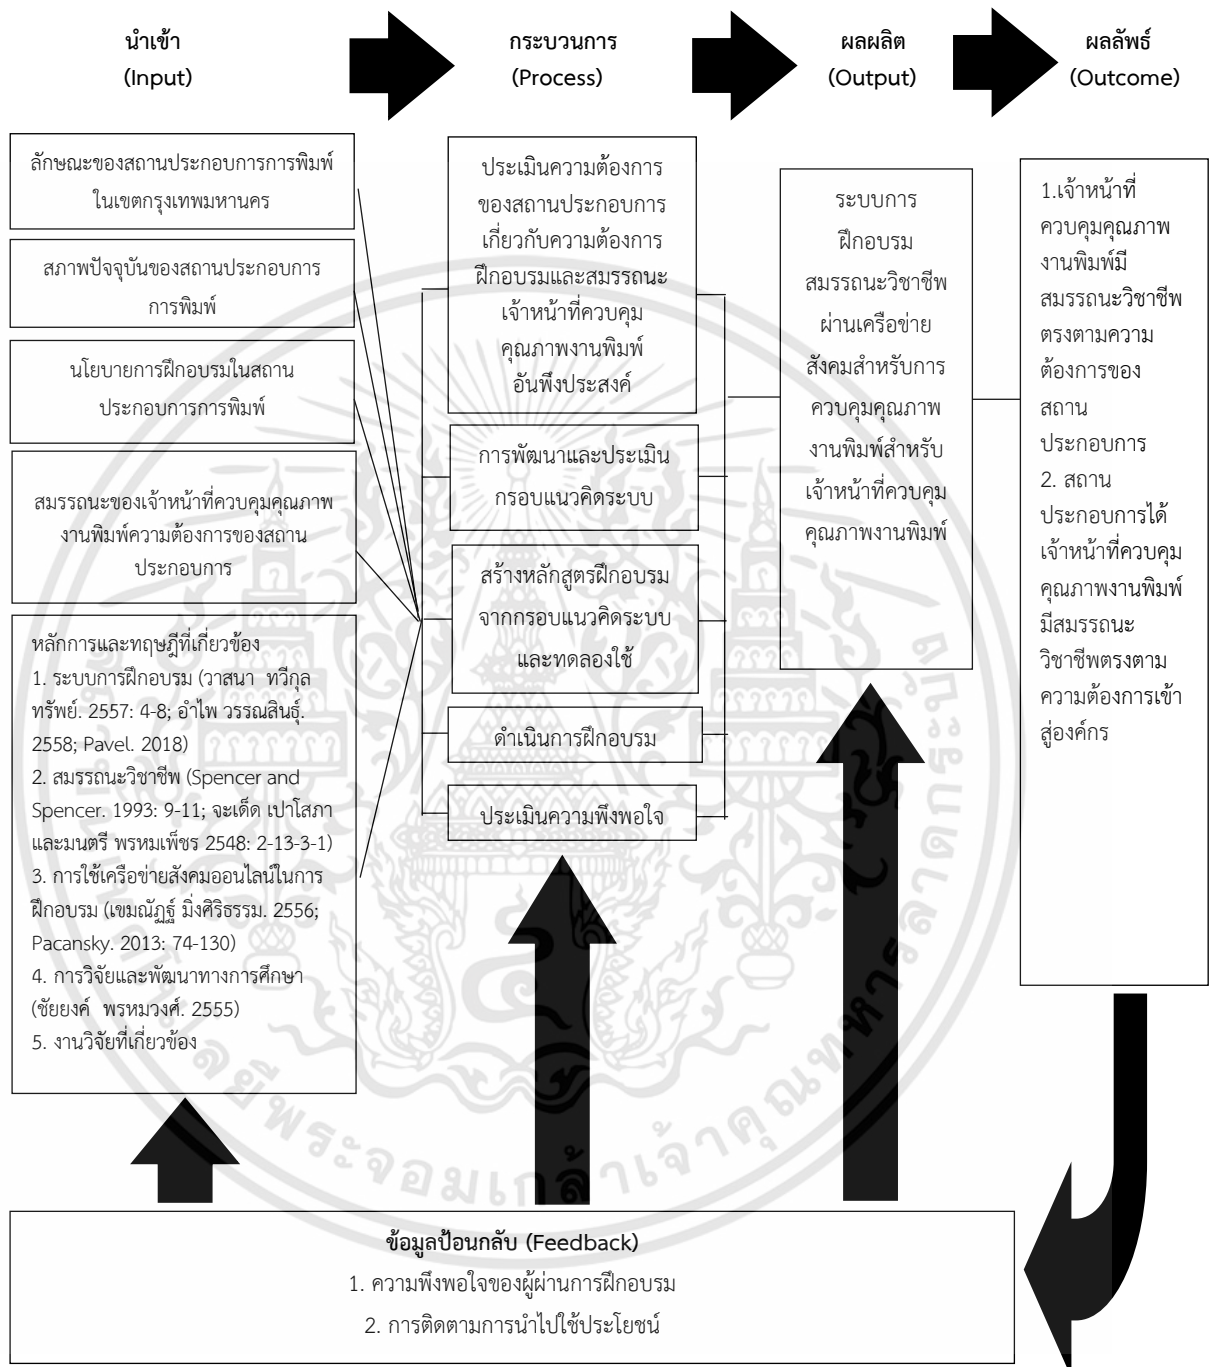 นำเข้า
(Input)
กระบวนการ
(Process)
ผลผลิต
(Output)
ผลลัพธ์
(Outcome)
ลักษณะของสถานประกอบการการพิมพ์
ในเขตกรุงเทพมหานคร
สภาพปัจจุบันของสถานประกอบการ
การพิมพ์
นโยบายการฝึกอบรมในสถาน
ประกอบการการพิมพ์
สมรรถนะของเจ้าหน้าที่ควบคุมคุณภาพ
งานพิมพ์ความต้องการของสถาน
ประกอบการ
หลักการและทฤษฎีที่เกี่ยวข้อง
1. ระบบการฝึกอบรม (วาสนา ทวีกุล
ทรัพย์. 2557: 4-8; อำไพ วรรณสินธุ์.
2558; Pavel. 2018)
2. สมรรถนะวิชาชีพ (Spencer and
Spencer. 1993: 9-11; จะเด็ด เปาโสภา
และมนตรี พรหมเพ็ชร 2548: 2-13-3-1)
3. การใช้เครือข่ายสังคมออนไลน์ในการ
ฝึกอบรม (เขมณัฏฐ์ มิ่งศิริธรรม. 2556;
Pacansky. 2013: 74-130)
4. การวิจัยและพัฒนาทางการศึกษา
(ชัยยงค์ พรหมวงศ์. 2555)
5. งานวิจัยที่เกี่ยวข้อง
ประเมินความต้องการ
ของสถานประกอบการ
เกี่ยวกับความต้องการ
ฝึกอบรมและสมรรถนะ
เจ้าหน้าที่ควบคุม
คุณภาพงานพิมพ์
อันพึงประสงค์
การพัฒนาและประเมิน
กรอบแนวคิดระบบ
สร้างหลักสูตรฝึกอบรม
จากกรอบแนวคิดระบบ
และทดลองใช้
ดำเนินการฝึกอบรม
ประเมินความพึงพอใจ
ระบบการ
ฝึกอบรม
สมรรถนะวิชาชีพ
ผ่านเครือข่าย
สังคมสำหรับการ
ควบคุมคุณภาพ
งานพิมพ์สำหรับ
เจ้าหน้าที่ควบคุม
คุณภาพงานพิมพ์
1.เจ้าหน้าที่
ควบคุมคุณภาพ
งานพิมพ์มี
สมรรถนะวิชาชีพ
ตรงตามความ
ต้องการของ
สถาน
ประกอบการ
2. สถาน
ประกอบการได้
เจ้าหน้าที่ควบคุม
คุณภาพงานพิมพ์
มีสมรรถนะ
วิชาชีพตรงตาม
ความต้องการเข้า
สู่องค์กร
ข้อมูลป้อนกลับ (Feedback)
1. ความพึงพอใจของผู้ผ่านการฝึกอบรม
2. การติดตามการนำไปใช้ประโยชน์